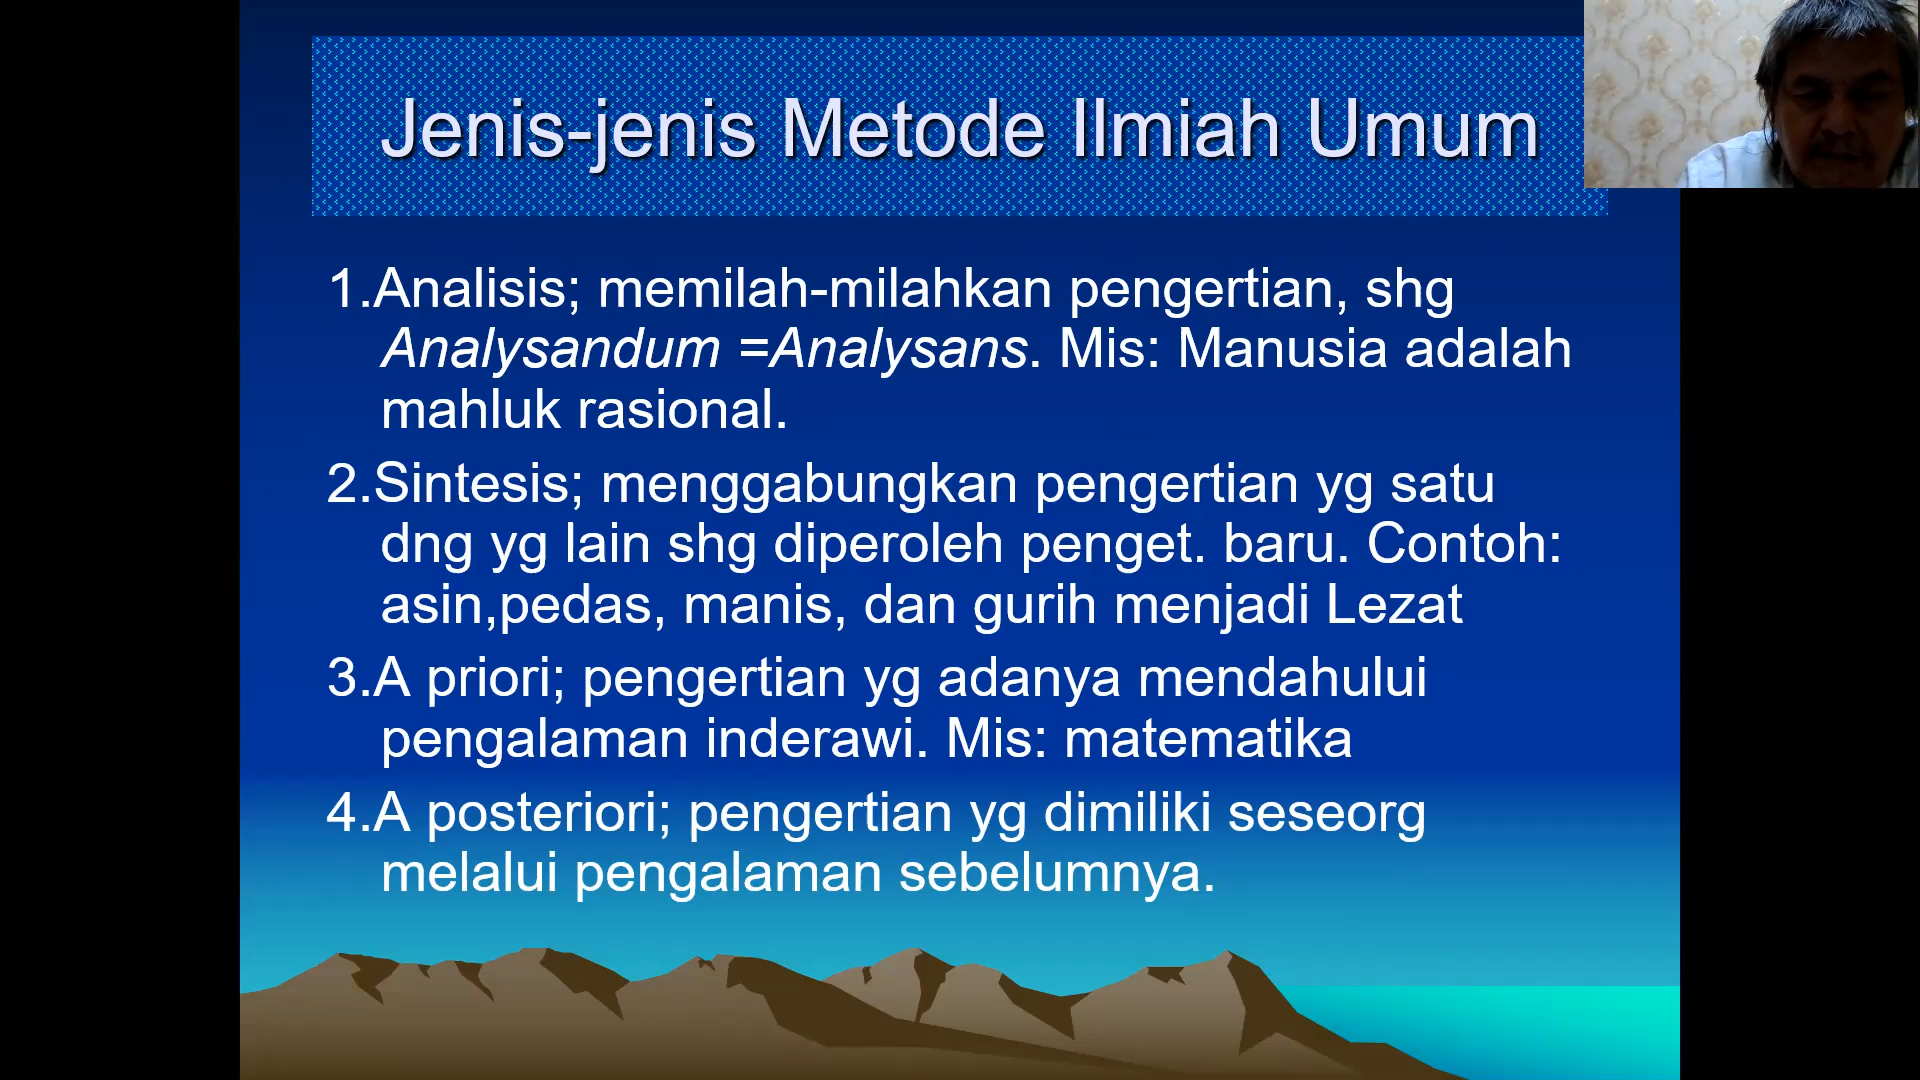 Jenis-jenis Metode Ilmiah Umum
1.Analisis; memilah-milahkan pengertian, shg
Analysandum =Analysans. Mis: Manusia adalah
mahluk rasional.
2.Sintesis; menggabungkan pengertian yg satu
dng yg lain shg diperoleh penget. baru. Contoh:
asin,pedas, manis, dan gurih menjadi Lezat
3.A priori; pengertian yg adanya mendahului
pengalaman inderawi. Mis: matematika
4.A posteriori; pengertian yg dimiliki seseorg
melalui pengalaman sebelumnya.